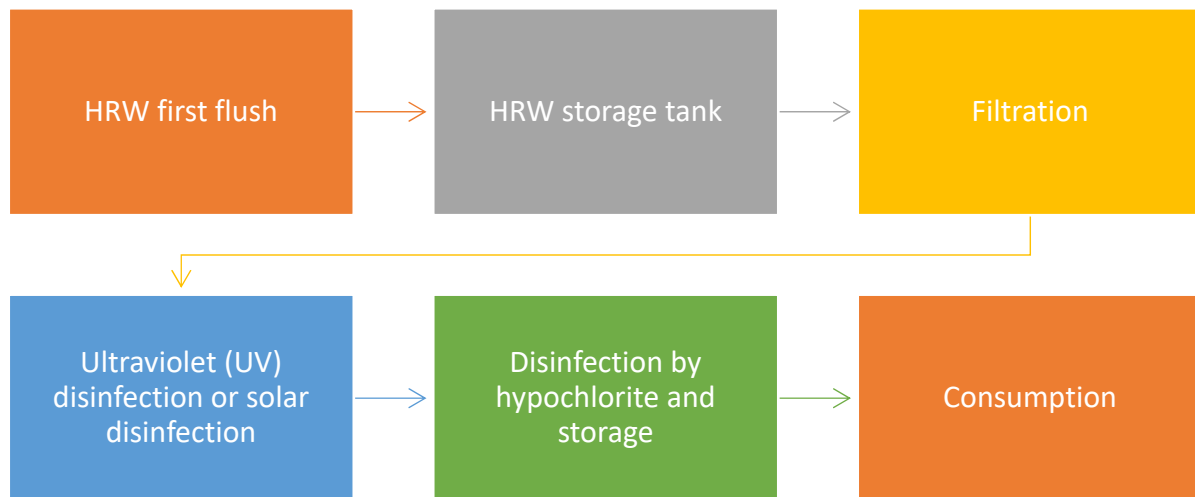 HRW first flush
HRW storage tank
Filtration
Ultraviolet (UV)
disinfection or solar
disinfection
Disinfection by
hypochlorite and
storage
Consumption